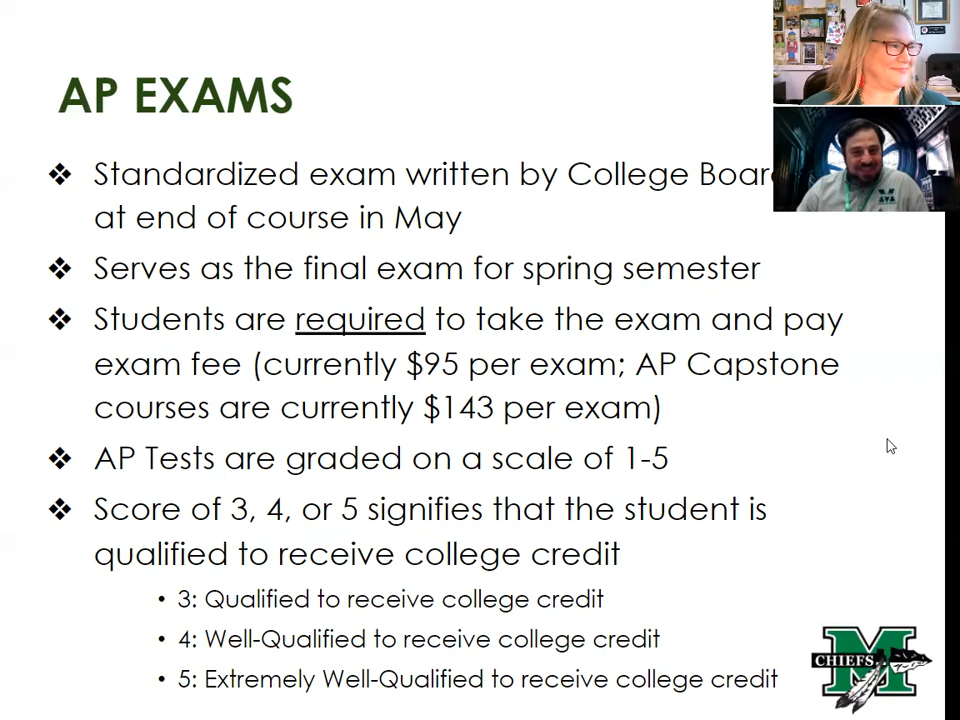 AP EXAMS
❖ Standardized exam written by College Board
at end of course in May
❖ Serves as the final exam for spring semester
❖ Students are required to take the exam and pay
exam fee (currently $95 per exam; AP Capstone
courses are currently $143 per exam)
❖ AP Tests are graded on a scale of 1-5
❖ Score of 3, 4, or 5 signifies that the student is
qualified to receive college credit
• 3: Qualified to receive college credit
• 4: Well-Qualified to receive college credit
• 5: Extremely Well-Qualified to receive college credit
M
CHIEFS